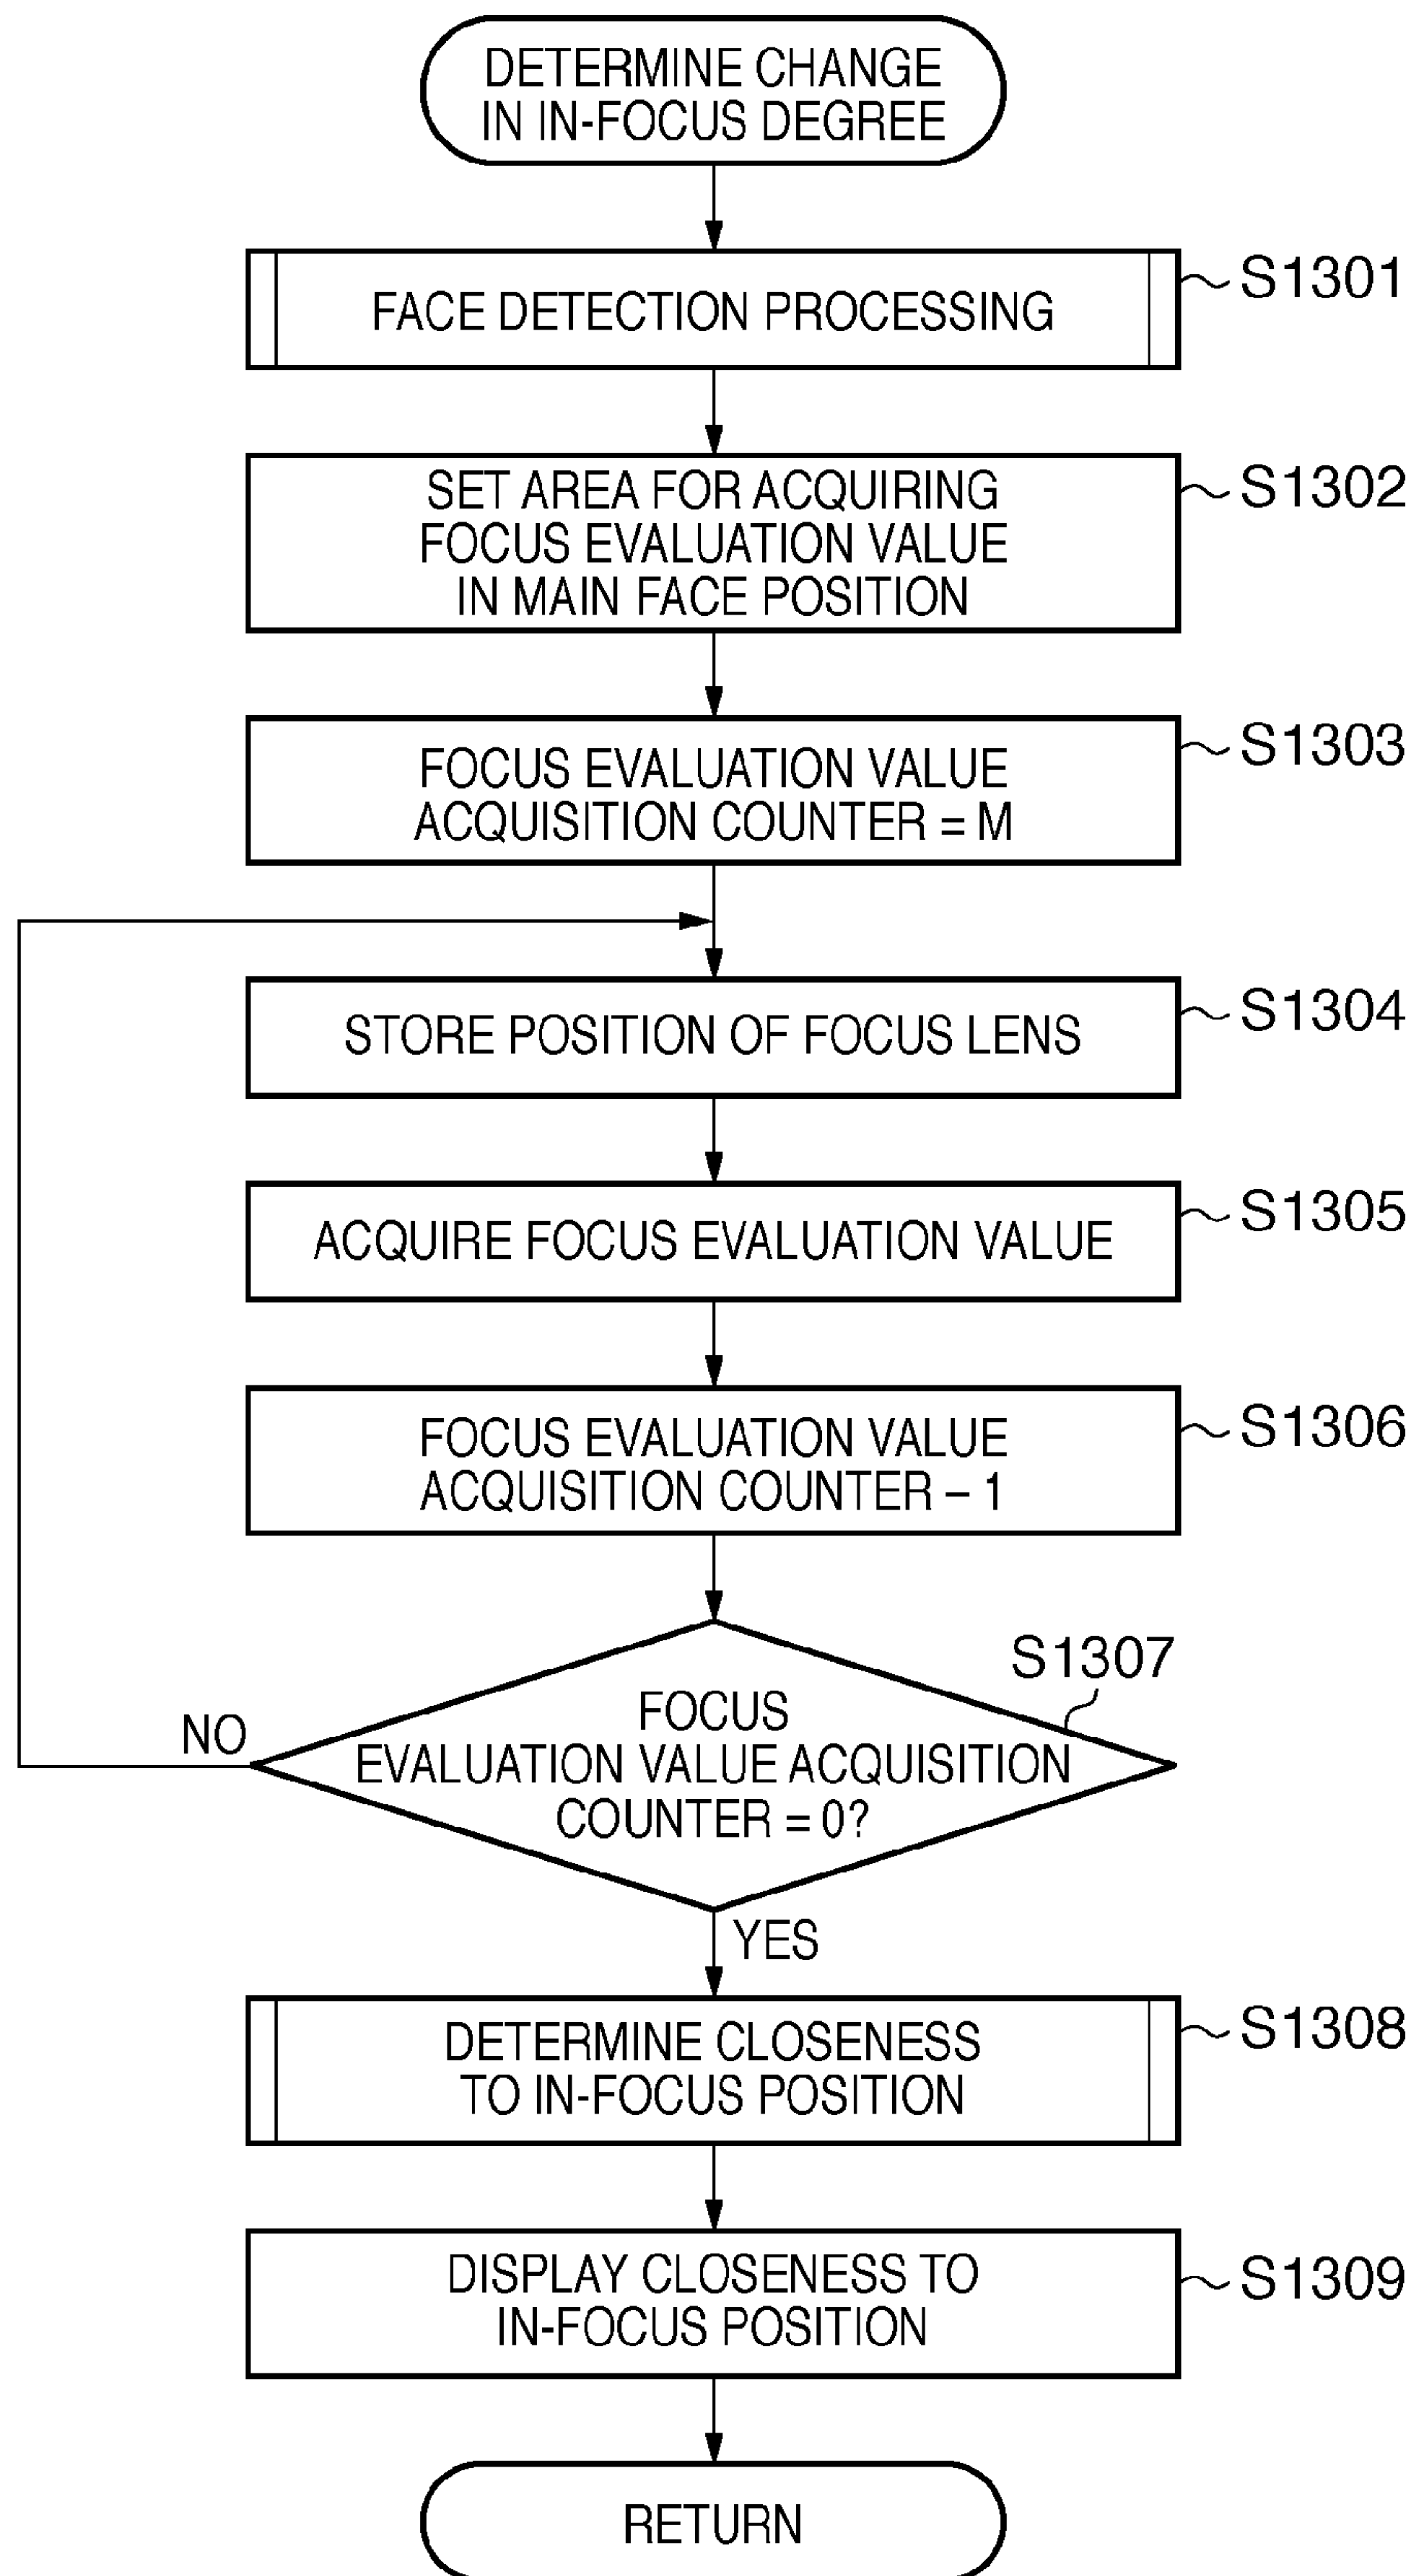 DETERMINE CHANGE
IN IN-FOCUS DEGREE
FACE DETECTION PROCESSING
S1301
SET AREA FOR ACQUIRING
FOCUS EVALUATION VALUE
IN MAIN FACE POSITION
S1302
FOCUS EVALUATION VALUE
ACQUISITION COUNTER = M
S1303
STORE POSITION OF FOCUS LENS
S1304
ACQUIRE FOCUS EVALUATION VALUE
S1305
FOCUS EVALUATION VALUE
ACQUISITION COUNTER – 1
S1306
S1307
FOCUS
EVALUATION VALUE ACQUISITION
COUNTER = 0?
NO
YES
DETERMINE CLOSENESS
TO IN-FOCUS POSITION
S1308
DISPLAY CLOSENESS TO
IN-FOCUS POSITION
S1309
RETURN